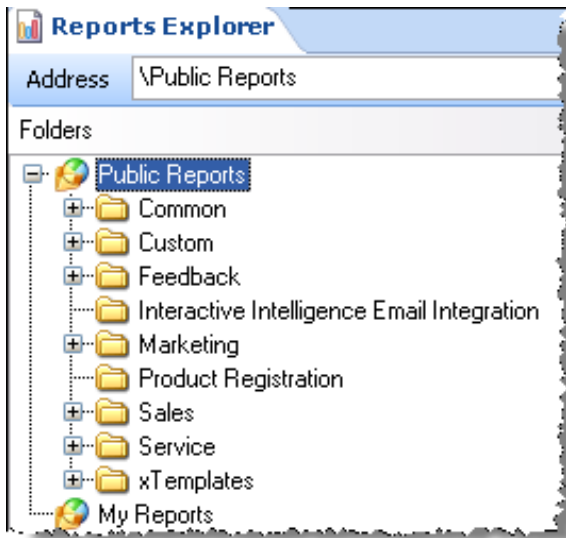 Reports Explorer
Address \Public Reports
Folders
Public Reports
Common
Custom
Feedback
Interactive Intelligence Email Integration
Marketing
Product Registration
Sales
Service
xTemplates
My Reports